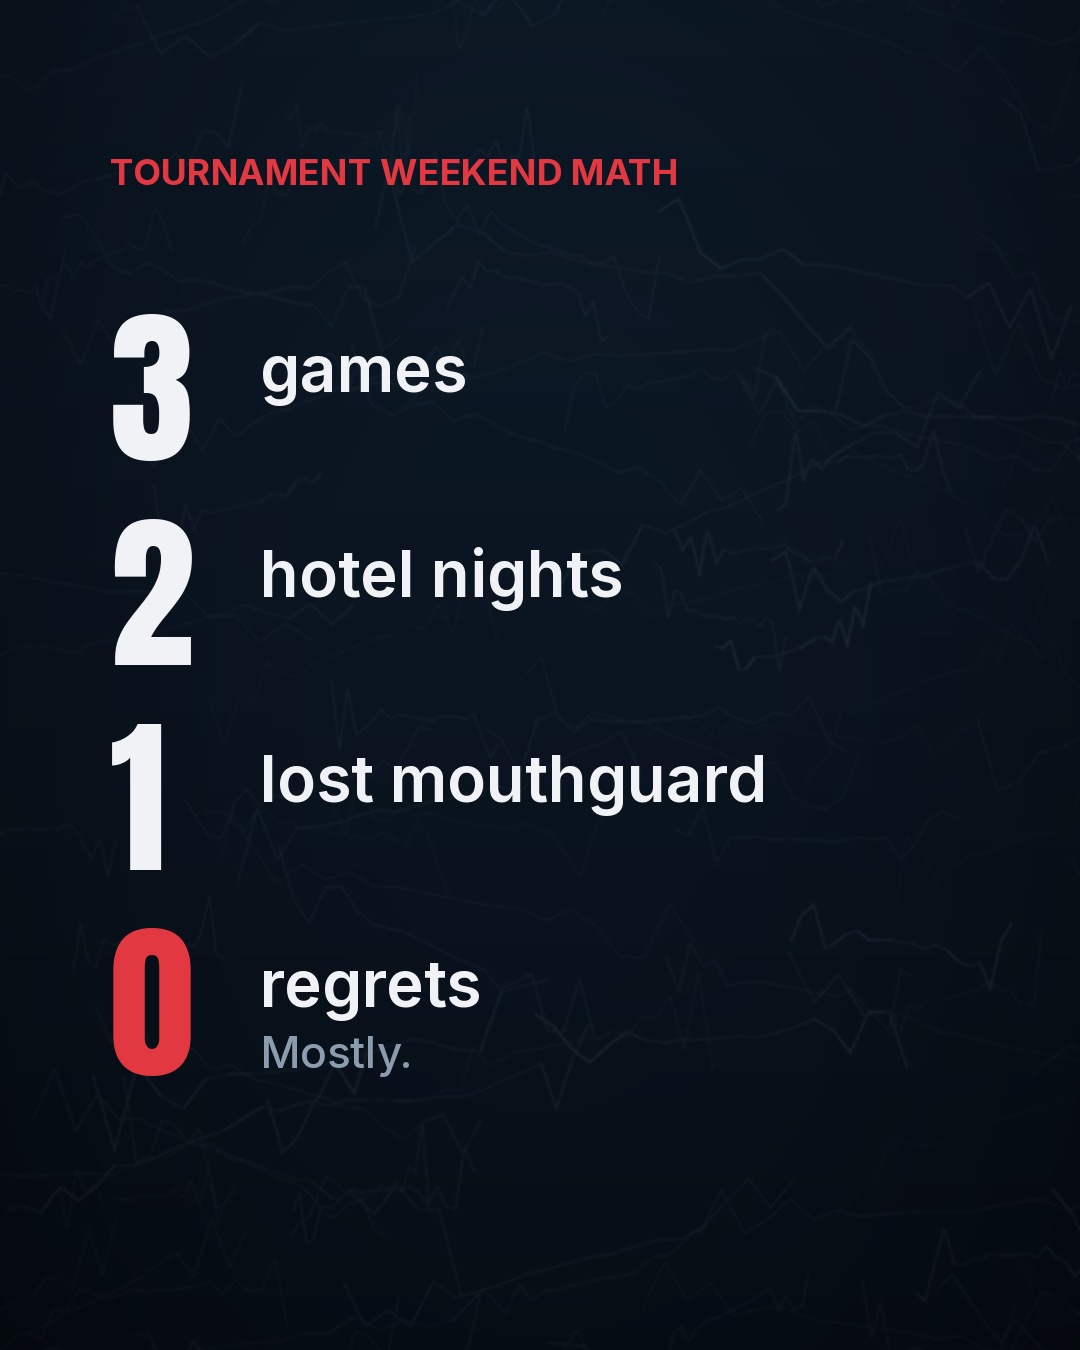 TOURNAMENT WEEKEND MATH
3 games
2 hotel nights
1 lost mouthguard
0 regrets
Mostly.